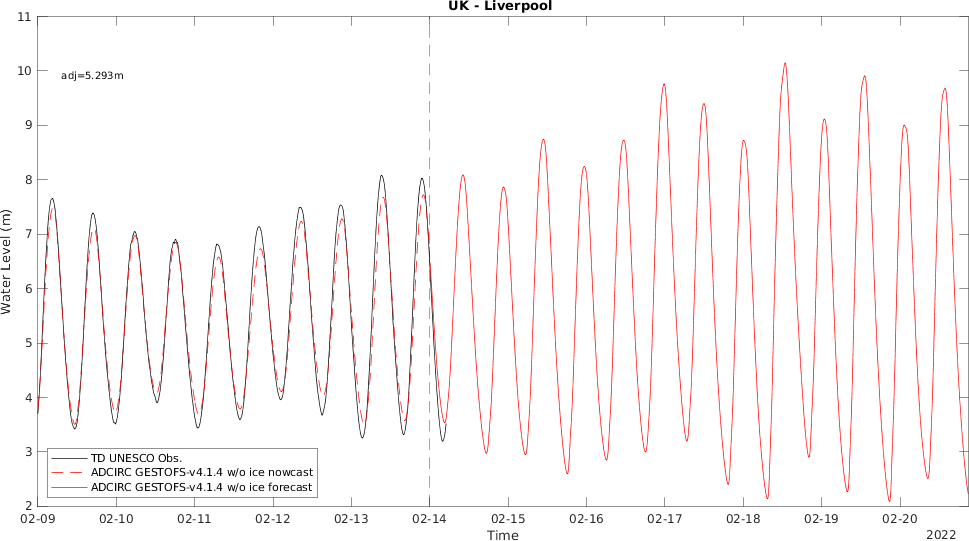 UK - Liverpool
11
10
9
8
7
6
5
4
3
2
adj=5.293m
Water Level (m)
TD UNESCO Obs.
ADCIRC GESTOFS-v4.1.4 w/o ice nowcast
ADCIRC GESTOFS-v4.1.4 w/o ice forecast
02-09 02-10 02-11 02-12 02-13 02-14 02-15 02-16 02-17 02-18 02-19 02-20
Time
2022